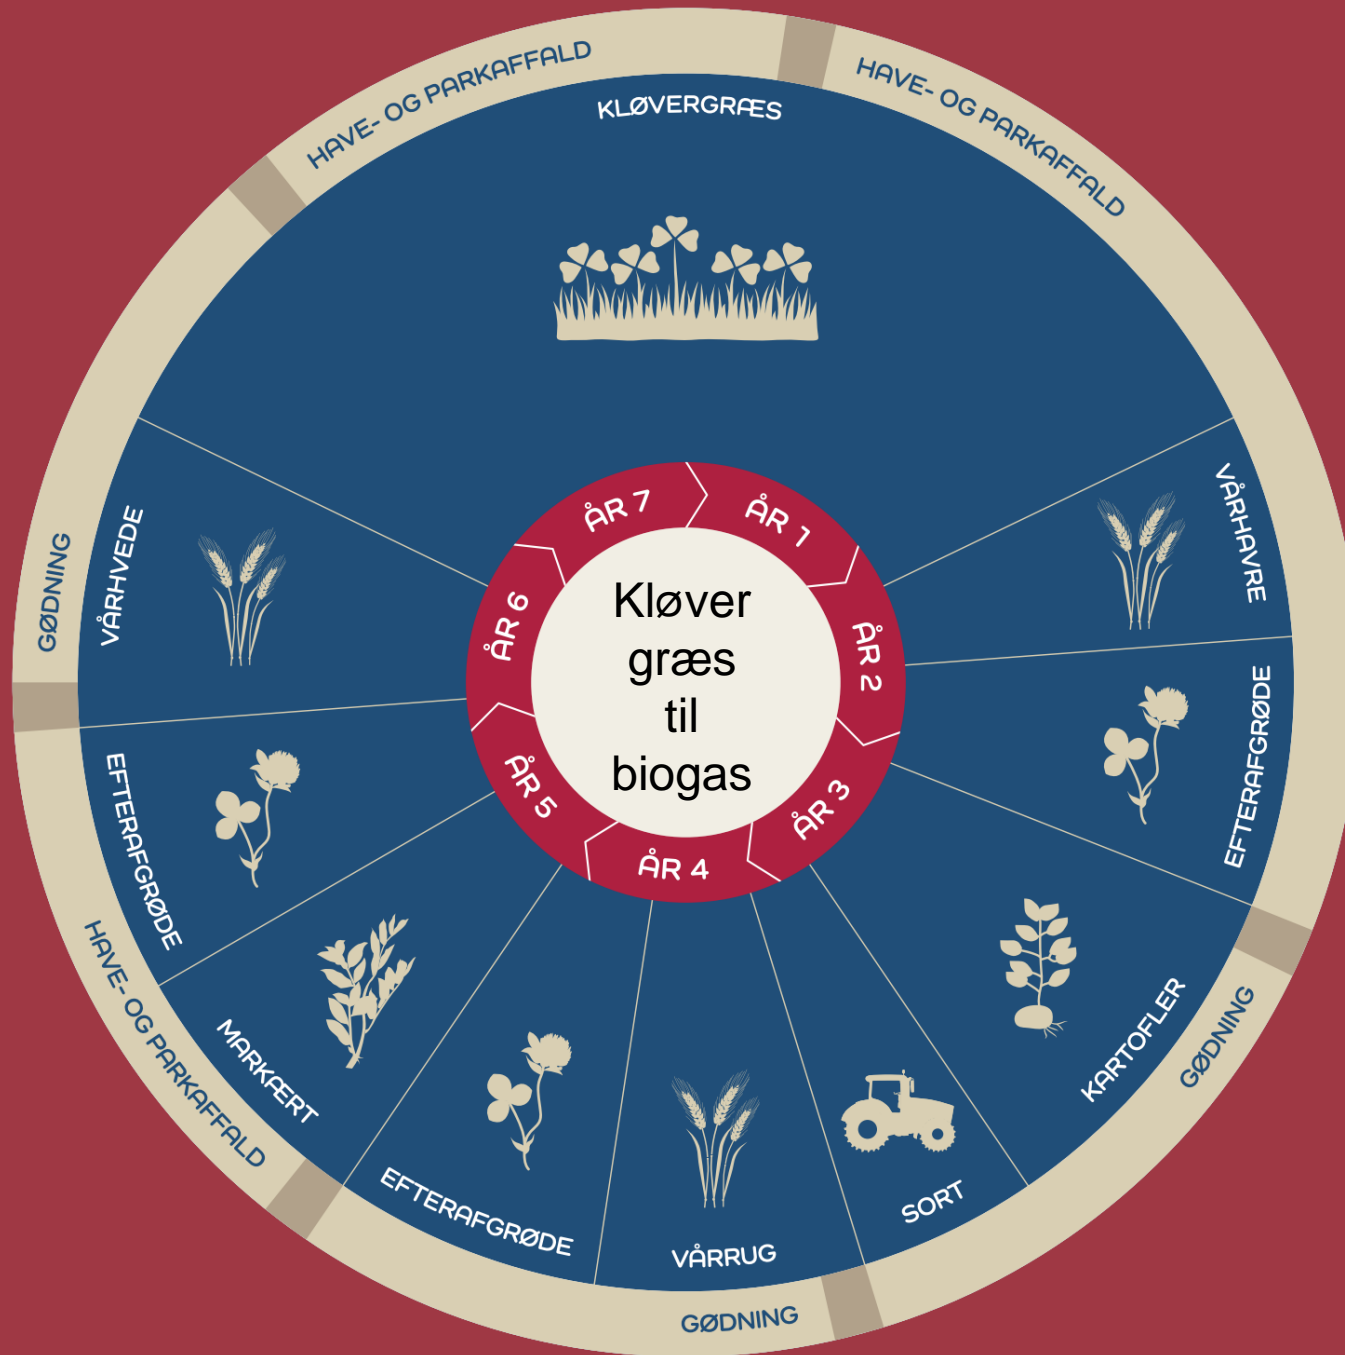 HAVE- OG PARKAFFALD
HAVE- OG PARKAFFALD
GØDNING
GØDNING
HAVE- OG PARKAFFALD
GØDNING
KLØVERGRÆS
VÅRHAVRE
EFTERAFGRØDE
KARTOFLER
SORT
VÅRRUG
EFTERAFGRØDE
MARKÆRT
EFTERAFGRØDE
VÅRHVEDE
ÅR 1
ÅR 2
ÅR 3
ÅR 4
ÅR 5
ÅR 6
ÅR 7
Kløver
græs
til
biogas